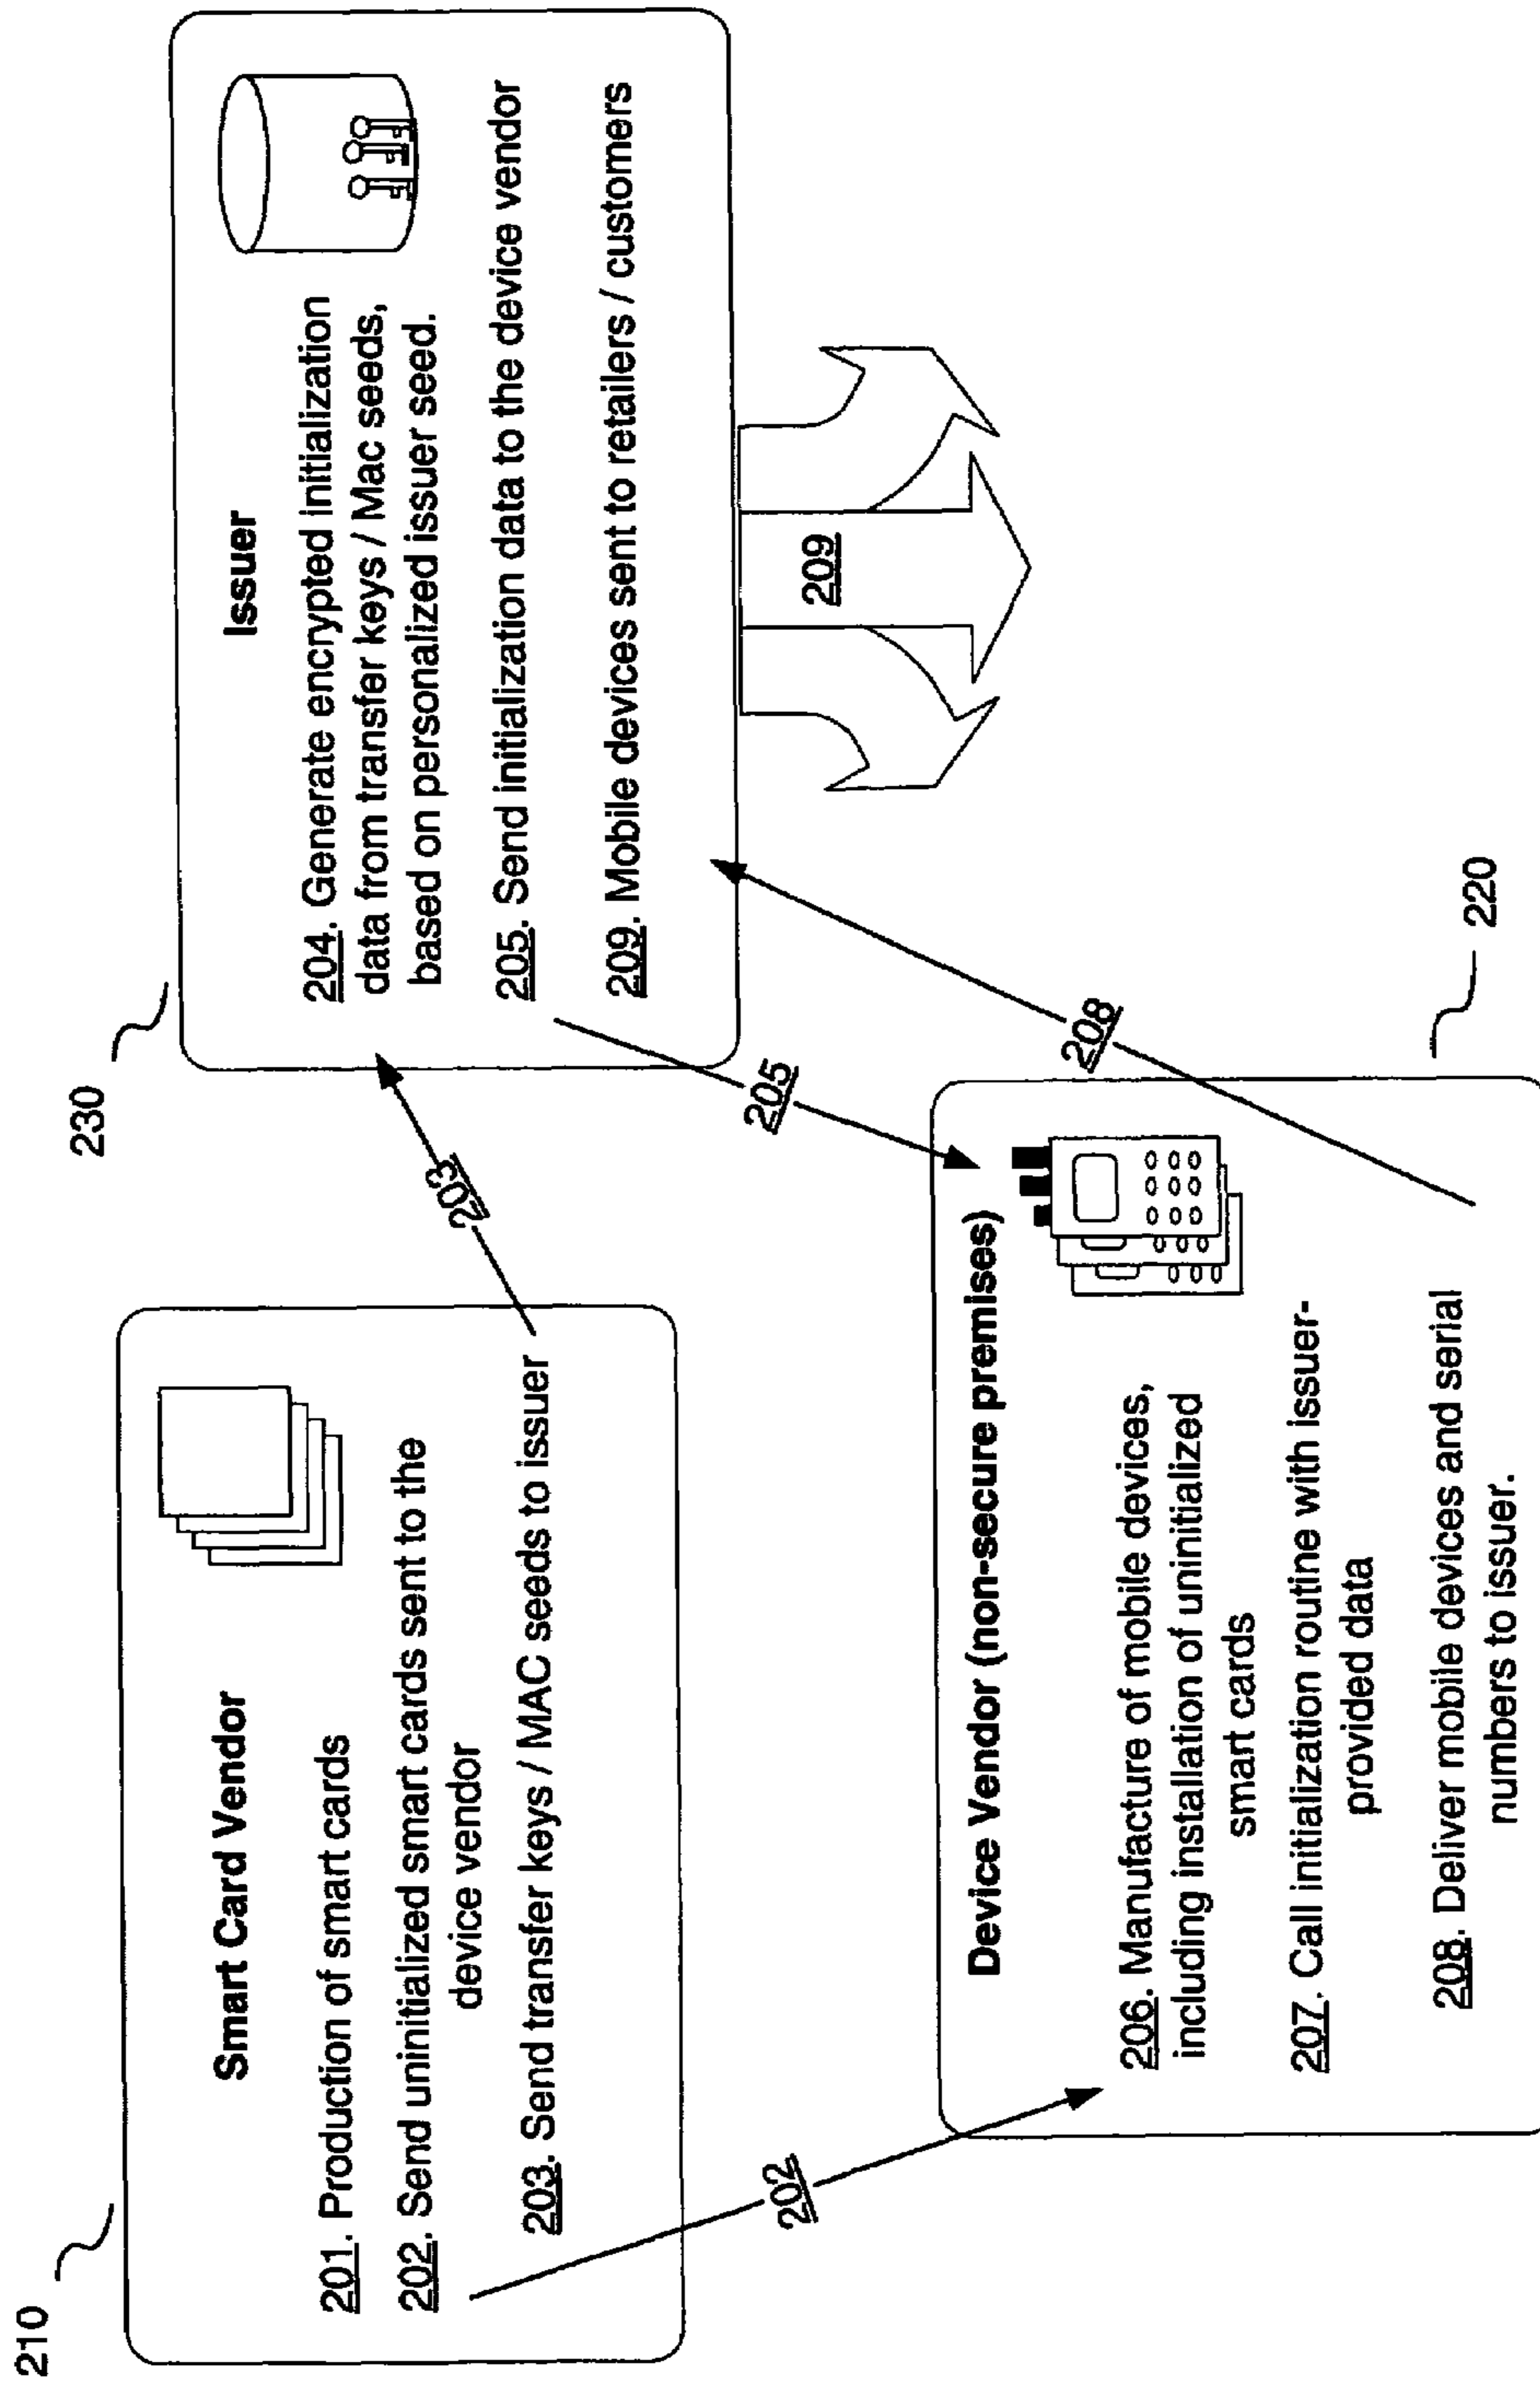 210
Smart Card Vendor
201. Production of smart cards
202. Send uninitialized smart cards sent to the
device vendor
203. Send transfer keys / MAC seeds to issuer
203
230
Issuer
204. Generate encrypted initialization
data from transfer keys / Mac seeds,
based on personalized issuer seed.
205. Send initialization data to the device vendor
209. Mobile devices sent to retailers / customers
209
202
205
208
Device Vendor (non-secure premises)
206. Manufacture of mobile devices,
including installation of uninitialized
smart cards
207. Call initialization routine with issuer-
provided data
208. Deliver mobile devices and serial
numbers to issuer.
220